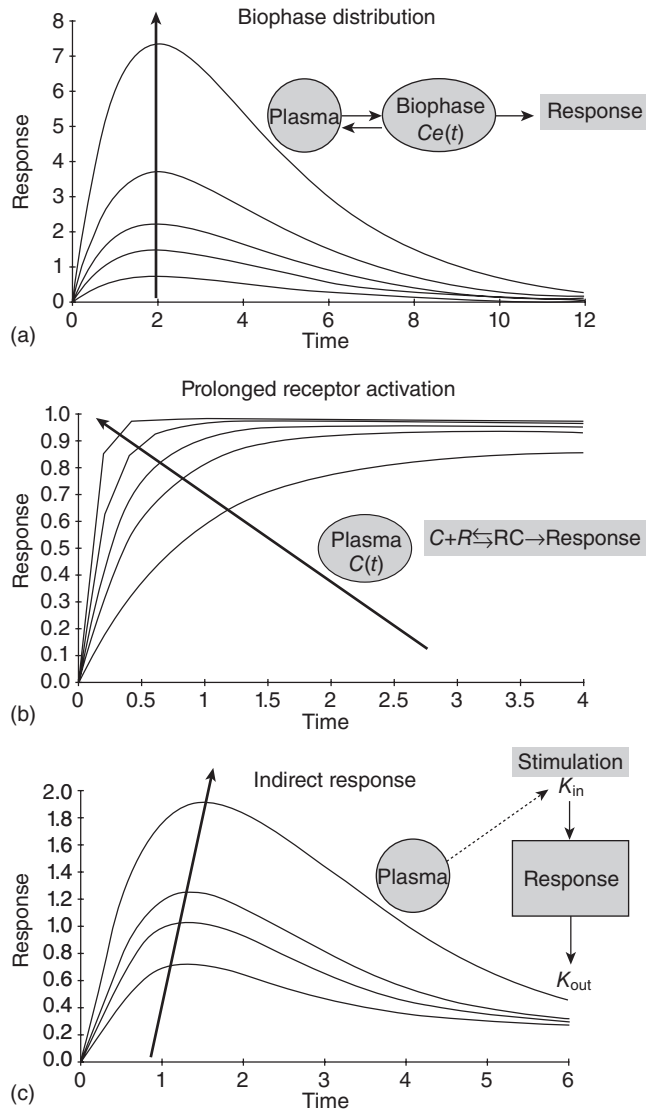 Biophase distribution
8
7
6
5
4
3
2
1
0
Response
Plasma
Biophase
Ce(t)
Response
0 2 4 6 8 10 12
Time
(a)
Prolonged receptor activation
1.0
0.9
0.8
0.7
0.6
0.5
0.4
0.3
0.2
0.1
0.0
Response
Plasma
C(t)
C+R⇆RC→Response
0 0.5 1 1.5 2 2.5 3 3.5 4
Time
(b)
Indirect response
2.0
1.8
1.6
1.4
1.2
1.0
0.8
0.6
0.4
0.2
0.0
Response
Stimulation
Kin
Plasma
Response
Kout
0 1 2 3 4 5 6
Time
(c)